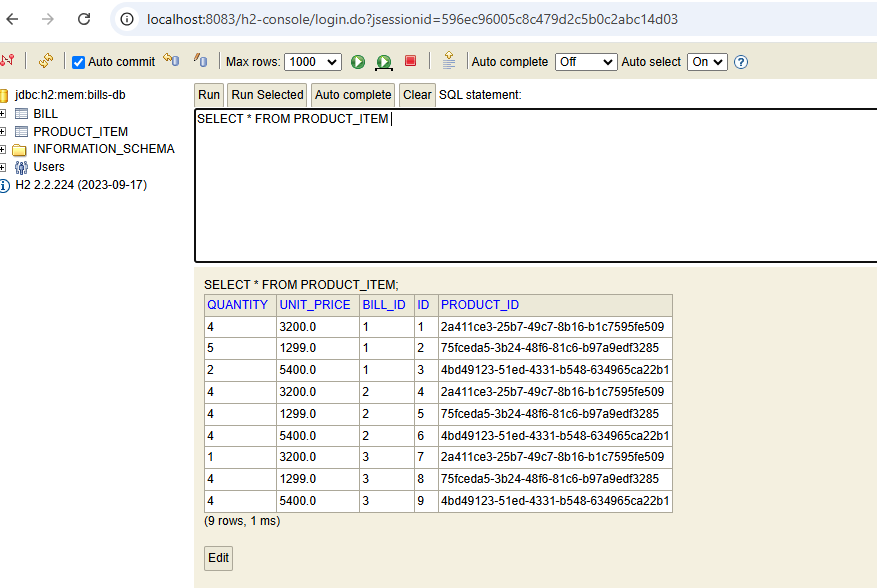 localhost:8083/h2-console/login.do?jsessionid=596ec96005c8c479d2c5b0c2abc14d03
Auto commit Max rows: 1000 Auto complete Off Auto select On ?
jdbc:h2:mem:bills-db
BILL
PRODUCT_ITEM
INFORMATION_SCHEMA
Users
H2 2.2.224 (2023-09-17)
Run Run Selected Auto complete Clear SQL statement:
SELECT * FROM PRODUCT_ITEM
SELECT * FROM PRODUCT_ITEM;
QUANTITY UNIT_PRICE BILL_ID ID PRODUCT_ID
4 3200.0 1 1 2a411ce3-25b7-49c7-8b16-b1c7595fe509
5 1299.0 1 2 75fceda5-3b24-48f6-81c6-b97a9edf3285
2 5400.0 1 3 4bd49123-51ed-4331-b548-634965ca22b1
4 3200.0 2 4 2a411ce3-25b7-49c7-8b16-b1c7595fe509
4 1299.0 2 5 75fceda5-3b24-48f6-81c6-b97a9edf3285
4 5400.0 2 6 4bd49123-51ed-4331-b548-634965ca22b1
1 3200.0 3 7 2a411ce3-25b7-49c7-8b16-b1c7595fe509
4 1299.0 3 8 75fceda5-3b24-48f6-81c6-b97a9edf3285
4 5400.0 3 9 4bd49123-51ed-4331-b548-634965ca22b1
(9 rows, 1 ms)
Edit